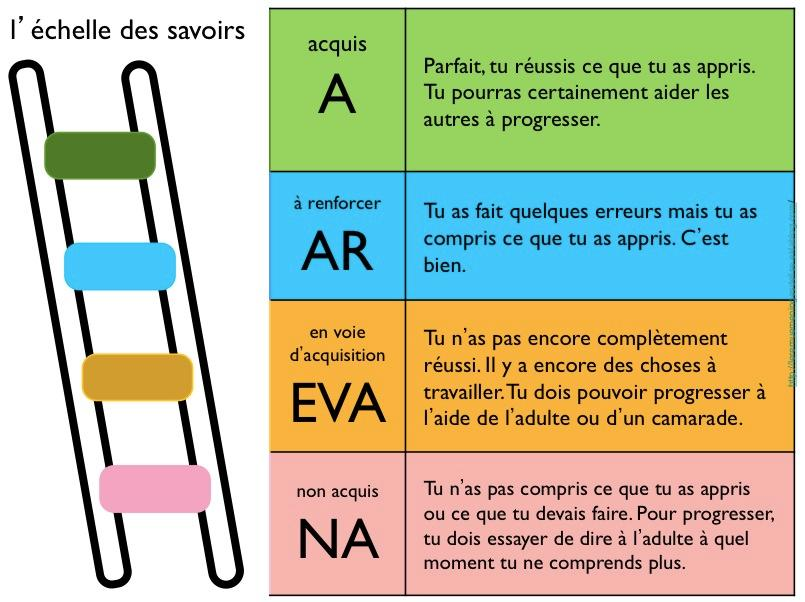 l’échelle des savoirs
acquis
A
Parfait, tu réussis ce que tu as appris.
Tu pourras certainement aider les
autres à progresser.
à renforcer
AR
Tu as fait quelques erreurs mais tu as
compris ce que tu as appris. C’est
bien.
en voie
d’acquisition
EVA
Tu n’as pas encore complètement
réussi. Il y a encore des choses à
travailler. Tu dois pouvoir progresser à
l’aide de l’adulte ou d’un camarade.
non acquis
NA
Tu n’as pas compris ce que tu as appris
ou ce que tu devais faire. Pour progresser,
tu dois essayer de dire à l’adulte à quel
moment tu ne comprends plus.